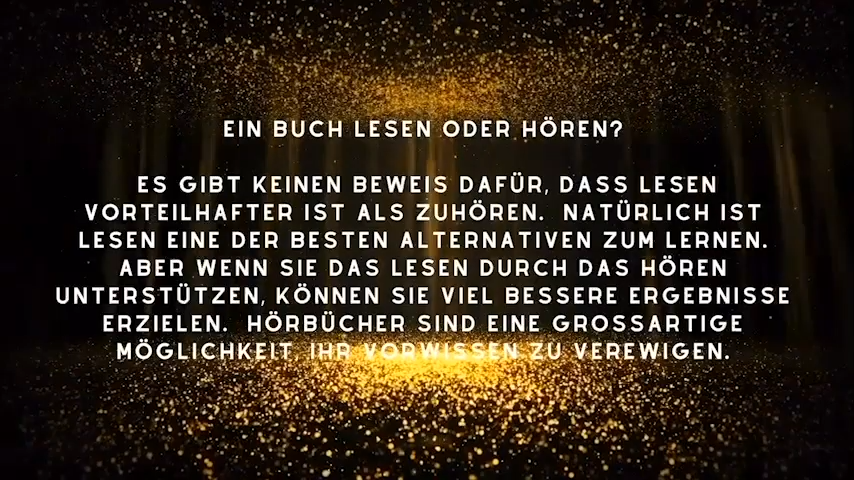 EIN BUCH LESEN ODER HÖREN?
ES GIBT KEINEN BEWEIS DAFÜR, DASS LESEN
VORTEILHAFTER IST ALS ZUHÖREN. NATÜRLICH IST
LESEN EINE DER BESTEN ALTERNATIVEN ZUM LERNEN.
ABER WENN SIE DAS LESEN DURCH DAS HÖREN
UNTERSTÜTZEN, KÖNNEN SIE VIEL BESSERE ERGEBNISSE
ERZIELEN. HÖRBÜCHER SIND EINE GROSSARTIGE
MÖGLICHKEIT, IHR VORWISSEN ZU VEREWIGEN.